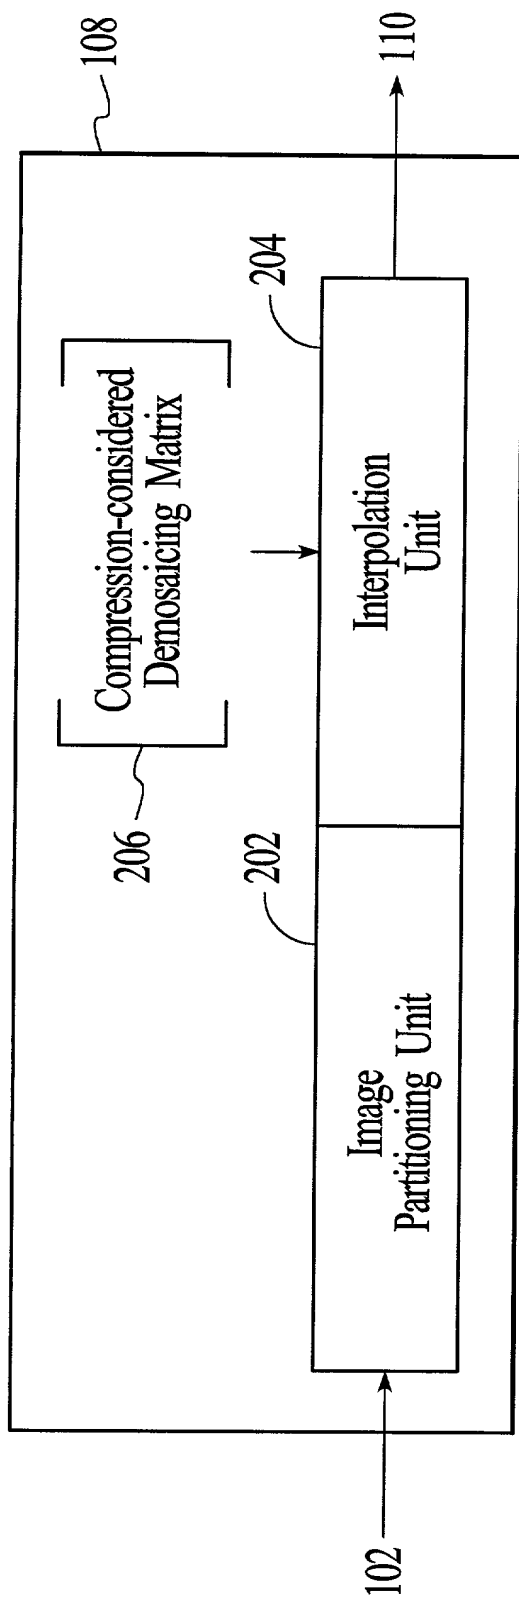 108
Compression-considered
Demosaicing Matrix
206
202
204
Image
Partitioning Unit
Interpolation
Unit
102
110